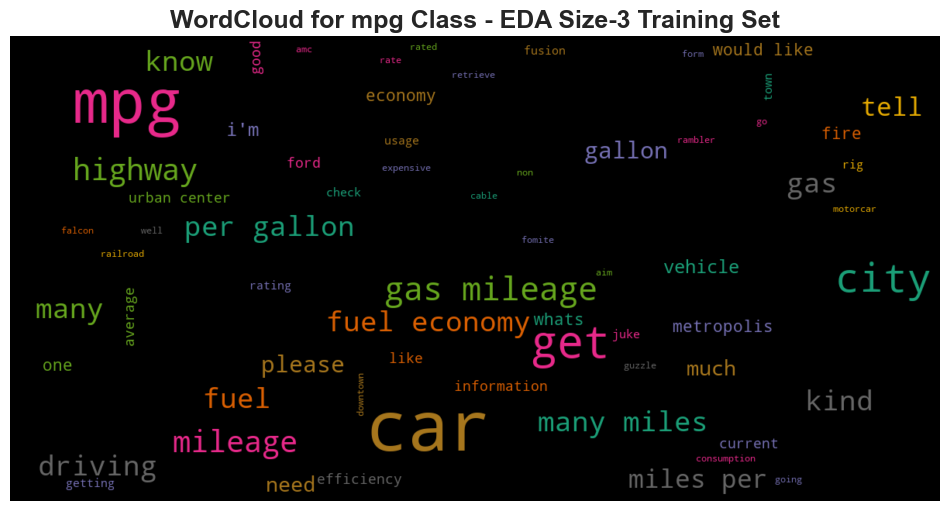 WordCloud for mpg Class - EDA Size-3 Training Set
know
good
amc
rated
rate
retrieve
fusion
form
would like
mpg
economy
town
tell
i'm
usage
gallon
rambler
go
fire
highway
ford
expensive
non
gas
rig
urban center
check
cable
motorcar
falcon
well
per gallon
fomite
railroad
rating
gas mileage
aim
vehicle
city
many
average
fuel economy
whats
get
juke
metropolis
one
please
like
guzzle
much
fuel
downtown
information
kind
mileage
car
many miles
current
consumption
driving
getting
need
efficiency
miles per
going